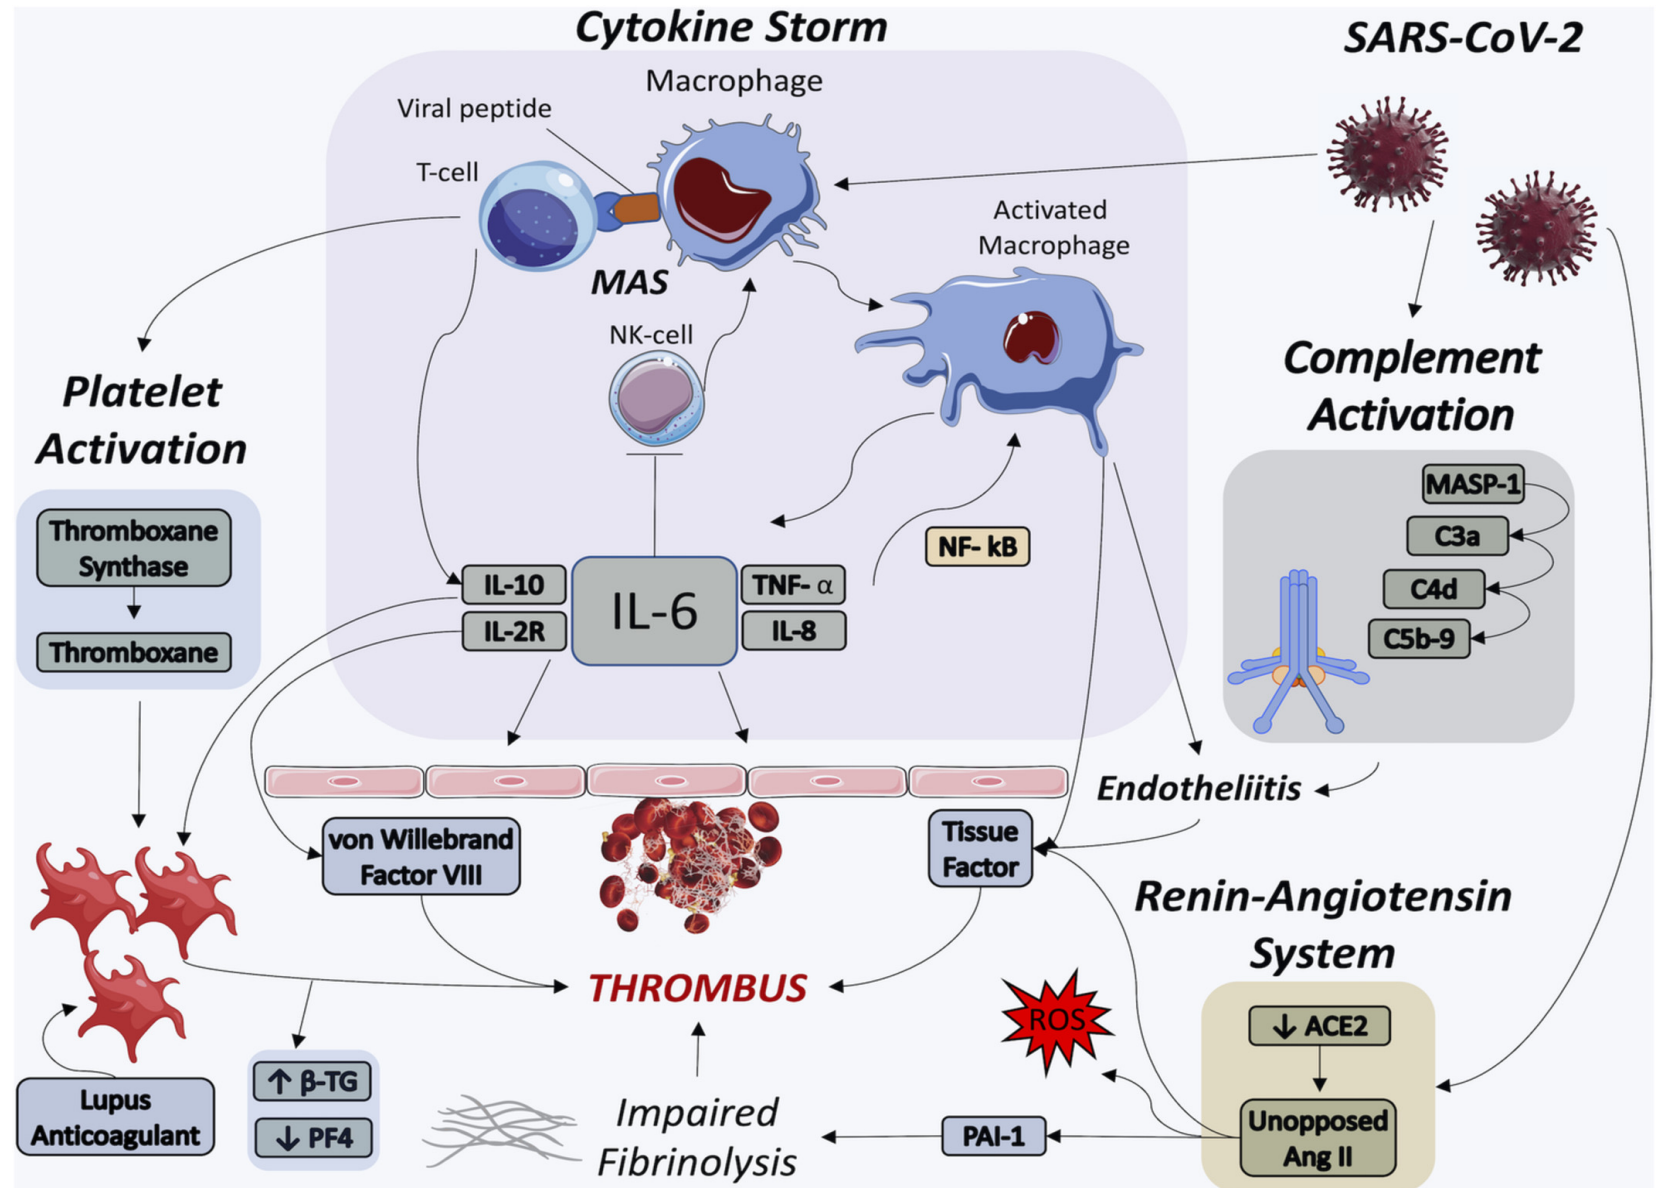 Cytokine Storm
SARS-CoV-2
Macrophage
Viral peptide
T-cell
Activated
Macrophage
MAS
NK-cell
Platelet
Activation
Complement
Activation
Thromboxane
Synthase
Thromboxane
MASP-1
C3a
C4d
C5b-9
NF- kB
IL-10
IL-2R
IL-6
TNF- α
IL-8
Endotheliitis
von Willebrand
Factor VIII
Tissue
Factor
Renin-Angiotensin
System
THROMBUS
ROS
↓ ACE2
Unopposed
Ang II
↑ β-TG
↓ PF4
Lupus
Anticoagulant
Impaired
Fibrinolysis
PAI-1